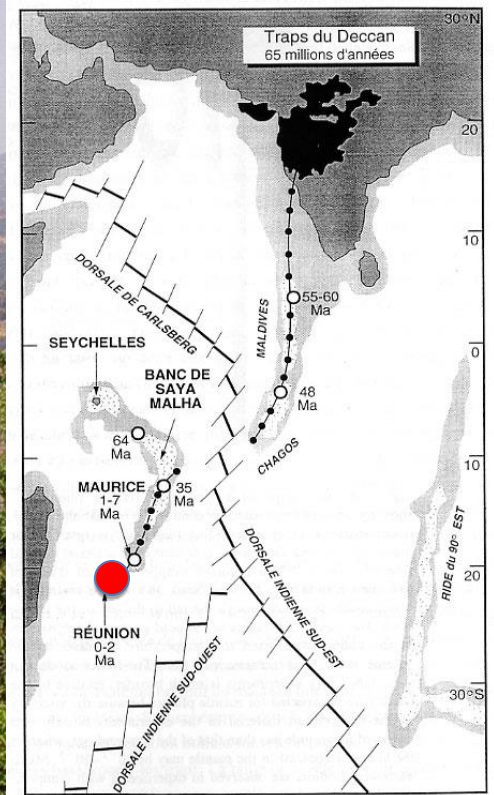 30°N
Traps du Deccan
65 millions d'années
20
10
DORSALE DE CARLSBERG
MALDIVES
55-60
Ma
0
SEYCHELLES
BANC DE
SAYA
MALHA
48
Ma
CHAGOS
64
Ma
10
MAURICE
1-7
Ma
35
Ma
RIDE du 90° EST
20
DORSALE INDIENNE SUD-EST
RÉUNION
0-2
Ma
DORSALE INDIENNE SUD-OUEST
30°S